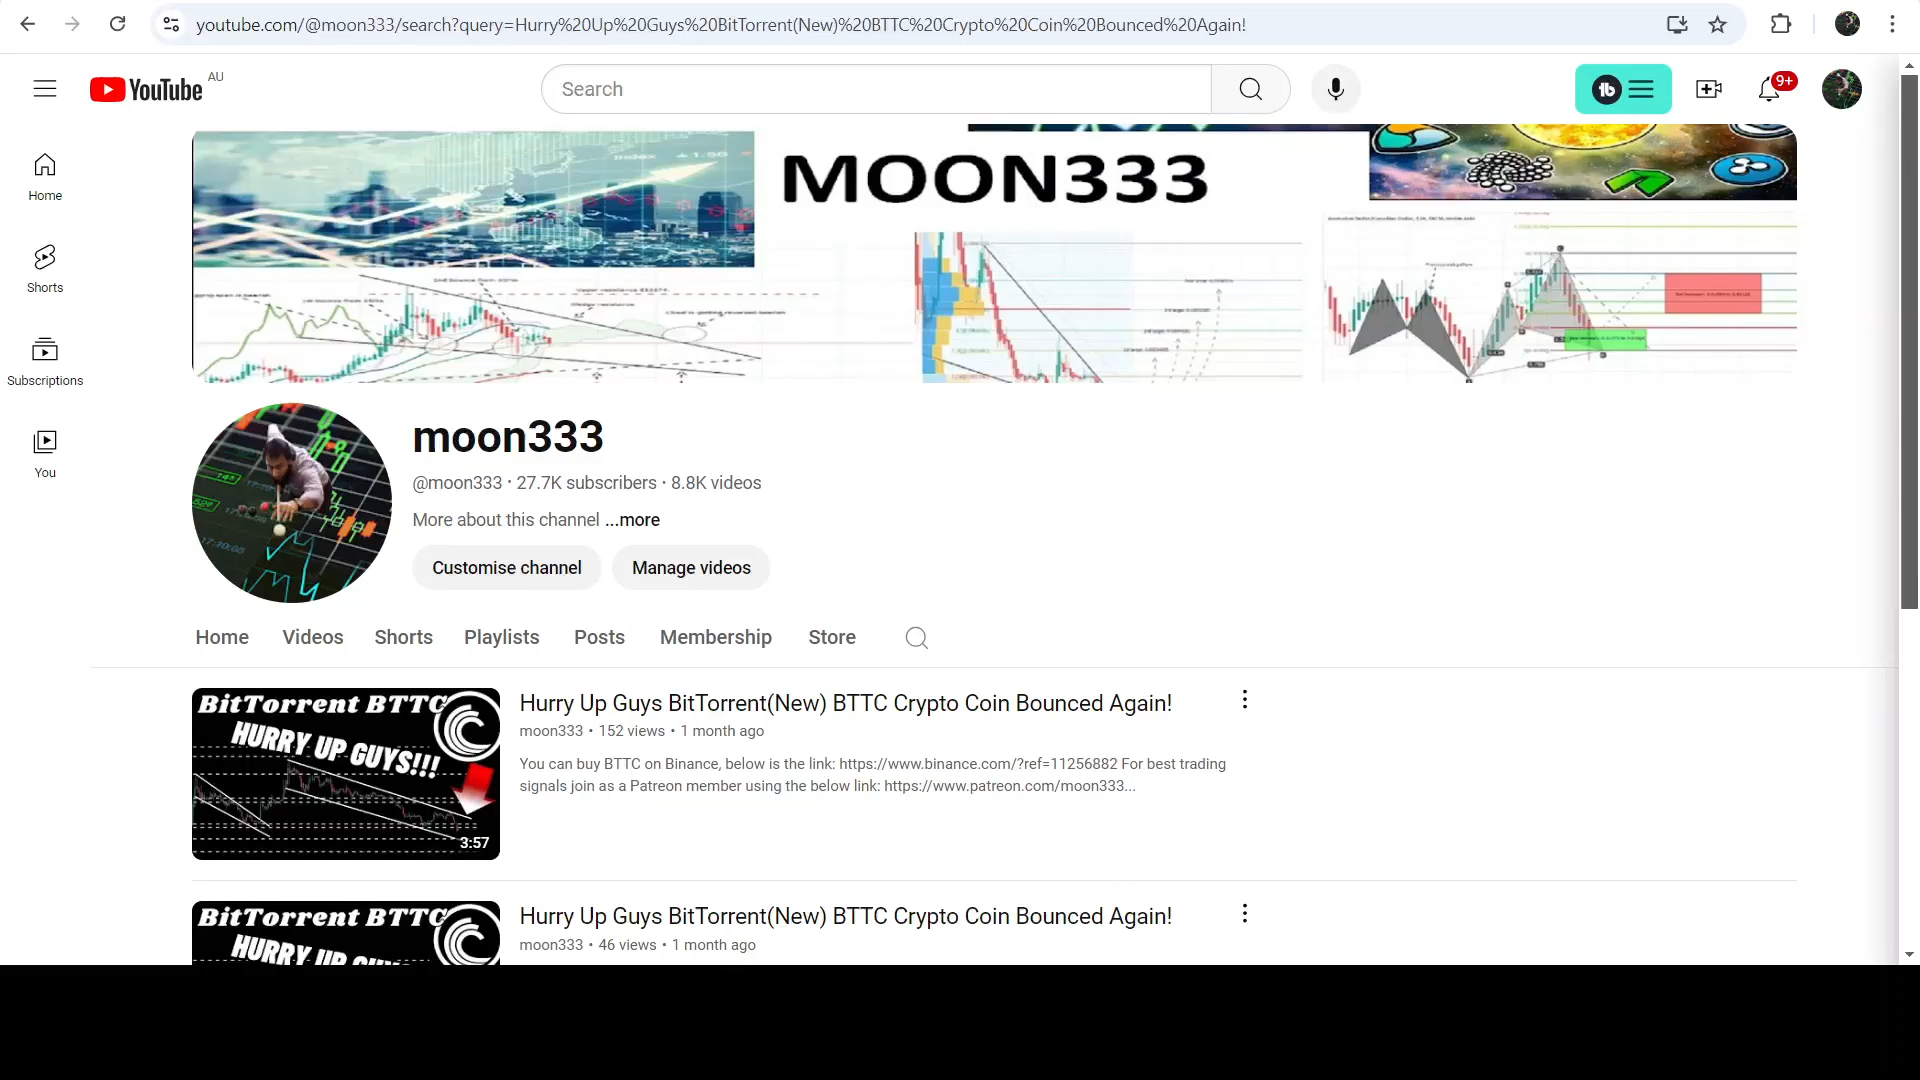 youtube.com/@moon333/search?query=Hurry%20Up%20Guys%20BitTorrent(New)%20BTTC%20Crypto%20Coin%20Bounced%20Again!
YouTube AU
Search
9+
Home
Shorts
Subscriptions
You
MOON333
moon333
@moon333 • 27.7K subscribers • 8.8K videos
More about this channel ...more
Customise channel
Manage videos
Home
Videos
Shorts
Playlists
Posts
Membership
Store
BitTorrent BTTC
HURRY UP GUYS!!!
3:57
Hurry Up Guys BitTorrent(New) BTTC Crypto Coin Bounced Again!
moon333 • 152 views • 1 month ago
You can buy BTTC on Binance, below is the link: https://www.binance.com/?ref=11256882 For best trading
signals join as a Patreon member using the below link: https://www.patreon.com/moon333...
BitTorrent BTTC
HURRY UP GUYS
Hurry Up Guys BitTorrent(New) BTTC Crypto Coin Bounced Again!
moon333 • 46 views • 1 month ago